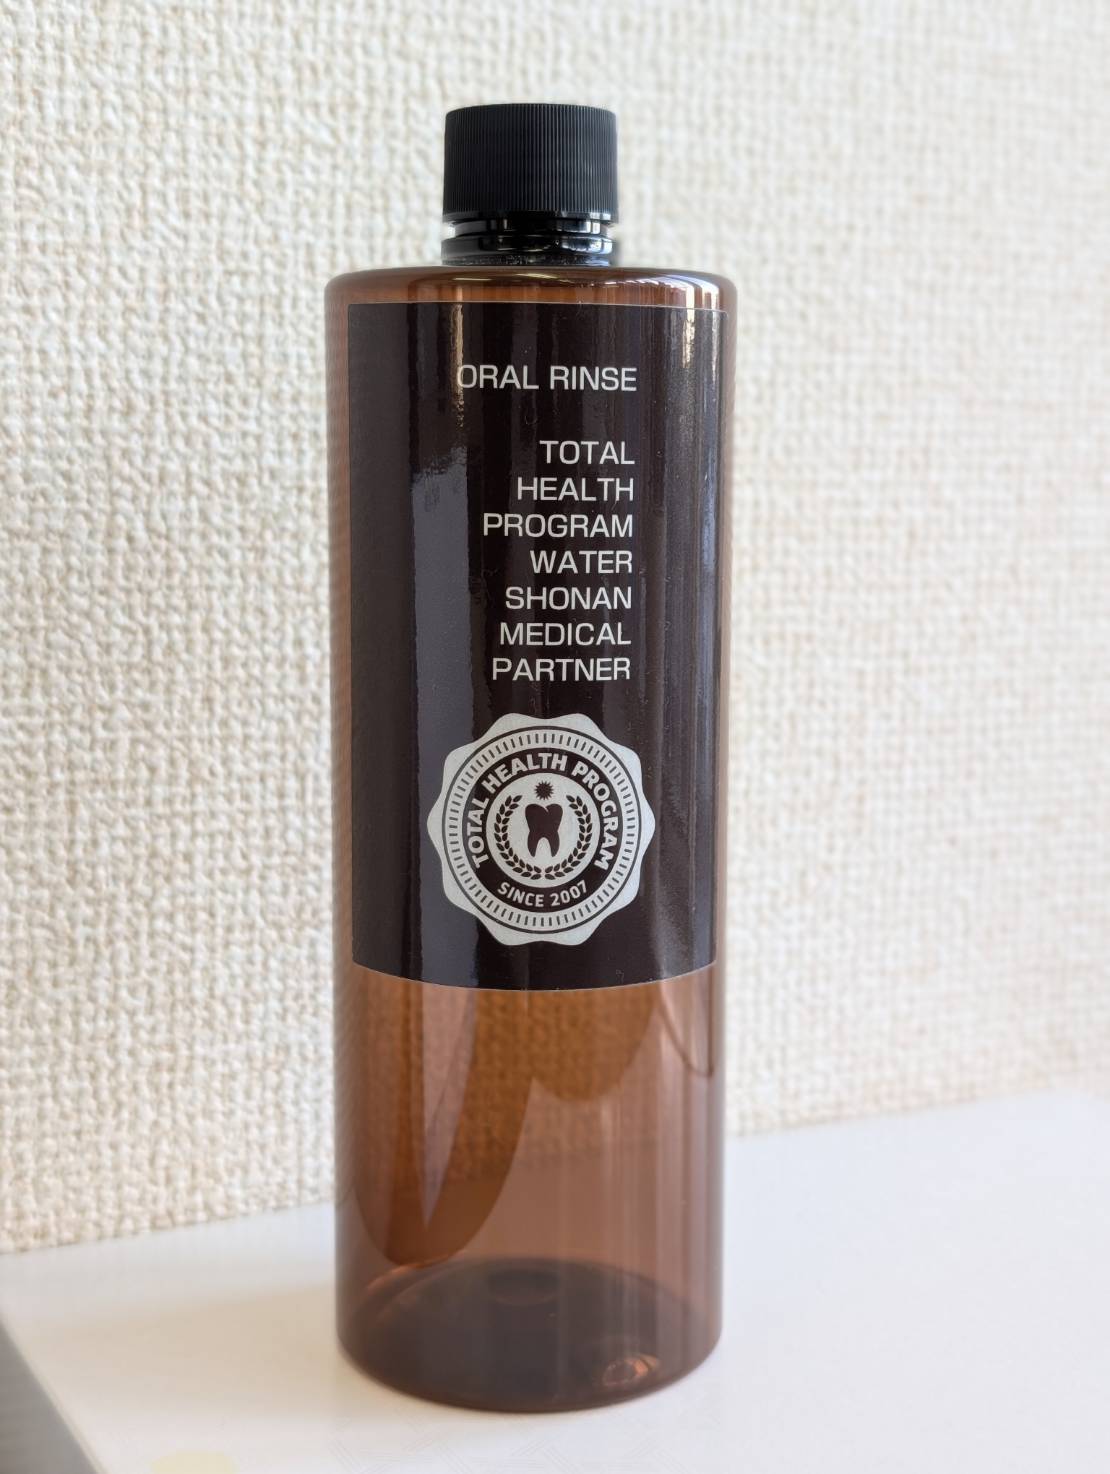 ORAL RINSE
TOTAL
HEALTH
PROGRAM
WATER
SHONAN
MEDICAL
PARTNER
TOTAL HEALTH PROGRAM
SINCE 2007